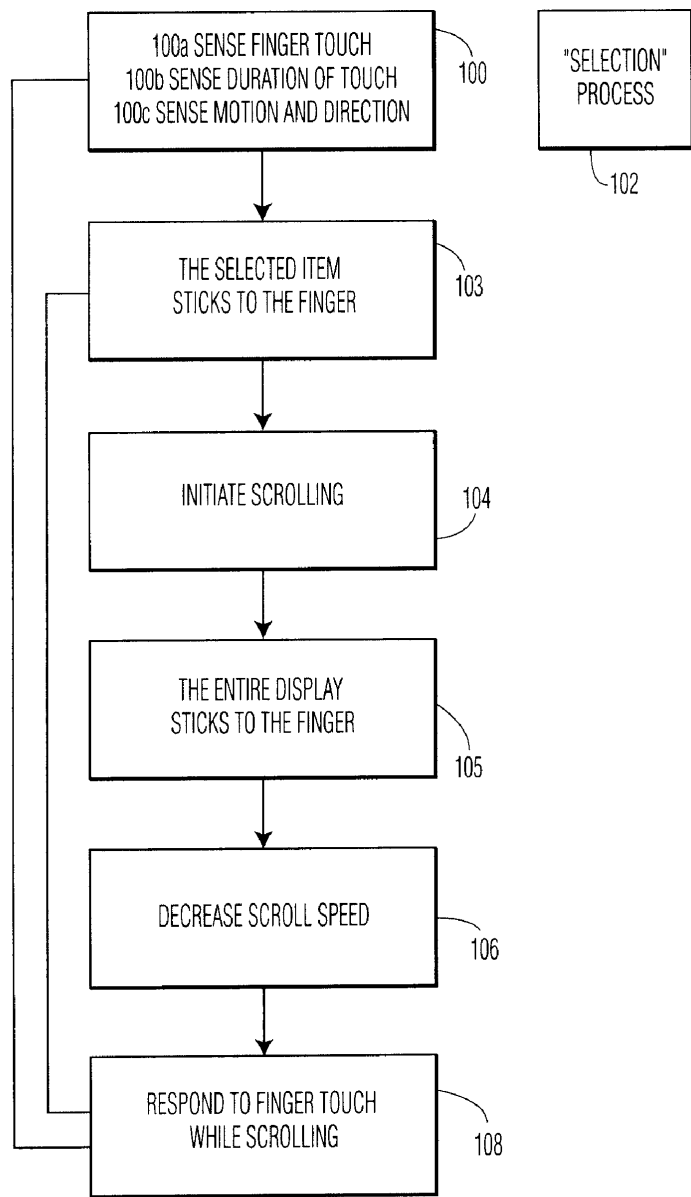 100a SENSE FINGER TOUCH
100b SENSE DURATION OF TOUCH
100c SENSE MOTION AND DIRECTION
100
"SELECTION"
PROCESS
102
THE SELECTED ITEM
STICKS TO THE FINGER
103
INITIATE SCROLLING
104
THE ENTIRE DISPLAY
STICKS TO THE FINGER
105
DECREASE SCROLL SPEED
106
RESPOND TO FINGER TOUCH
WHILE SCROLLING
108